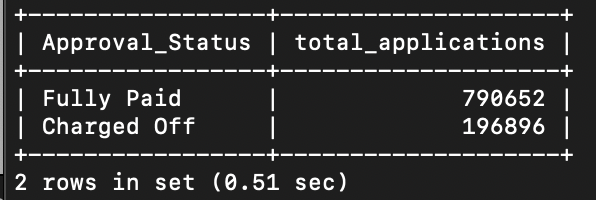 +-----------------+--------------------+
| Approval_Status | total_applications |
+-----------------+--------------------+
| Fully Paid      |             790652 |
| Charged Off     |             196896 |
+-----------------+--------------------+
2 rows in set (0.51 sec)